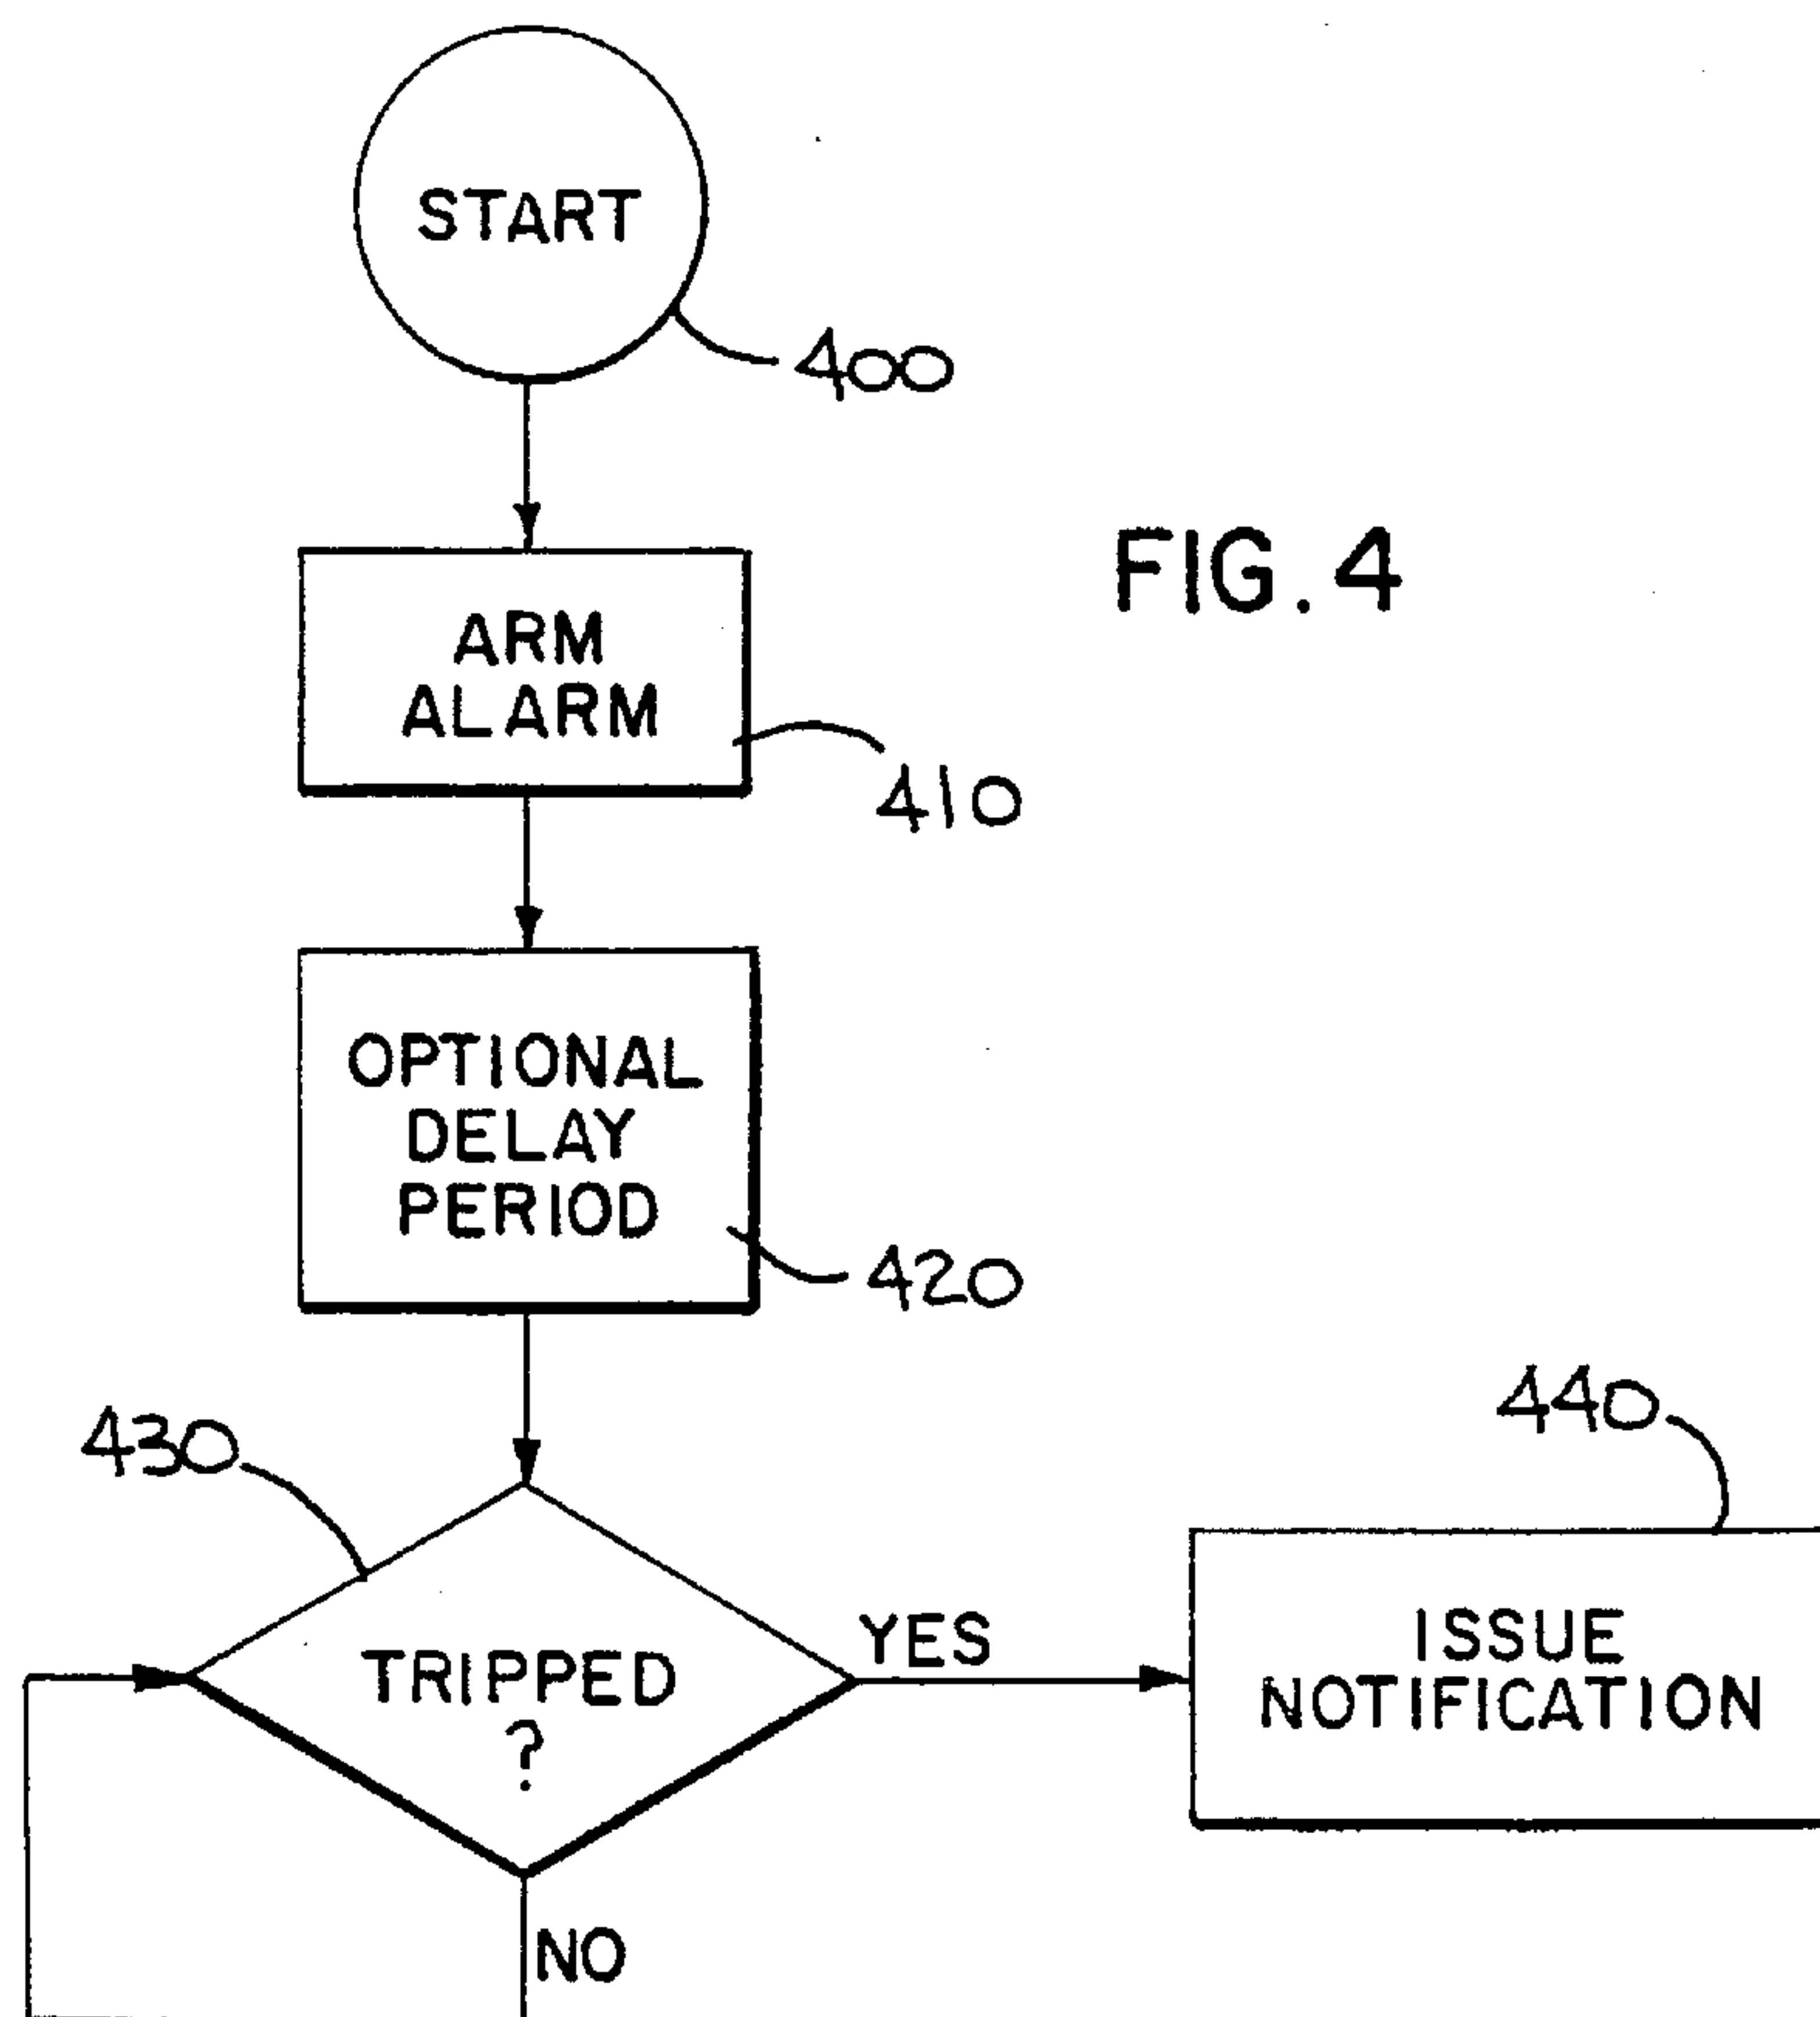 START
400
FIG. 4
ARM
ALARM
410
OPTIONAL
DELAY
PERIOD
420
430
440
TRIPPED
?
YES
ISSUE
NOTIFICATION
NO